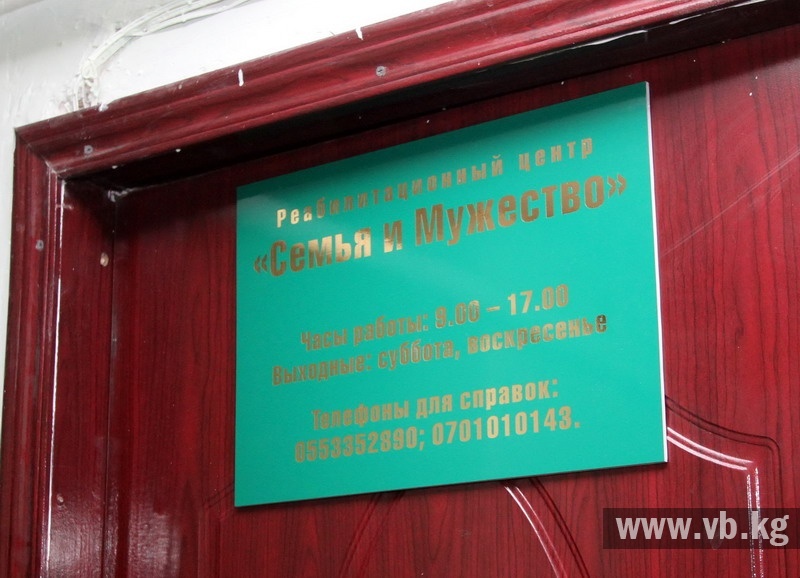 Реабилитационный центр
«Семья и Мужество»
Часы работы: 9.00 – 17.00
Выходные: суббота, воскресенье
Телефоны для справок:
0553352890; 0701010143.
www.vb.kg